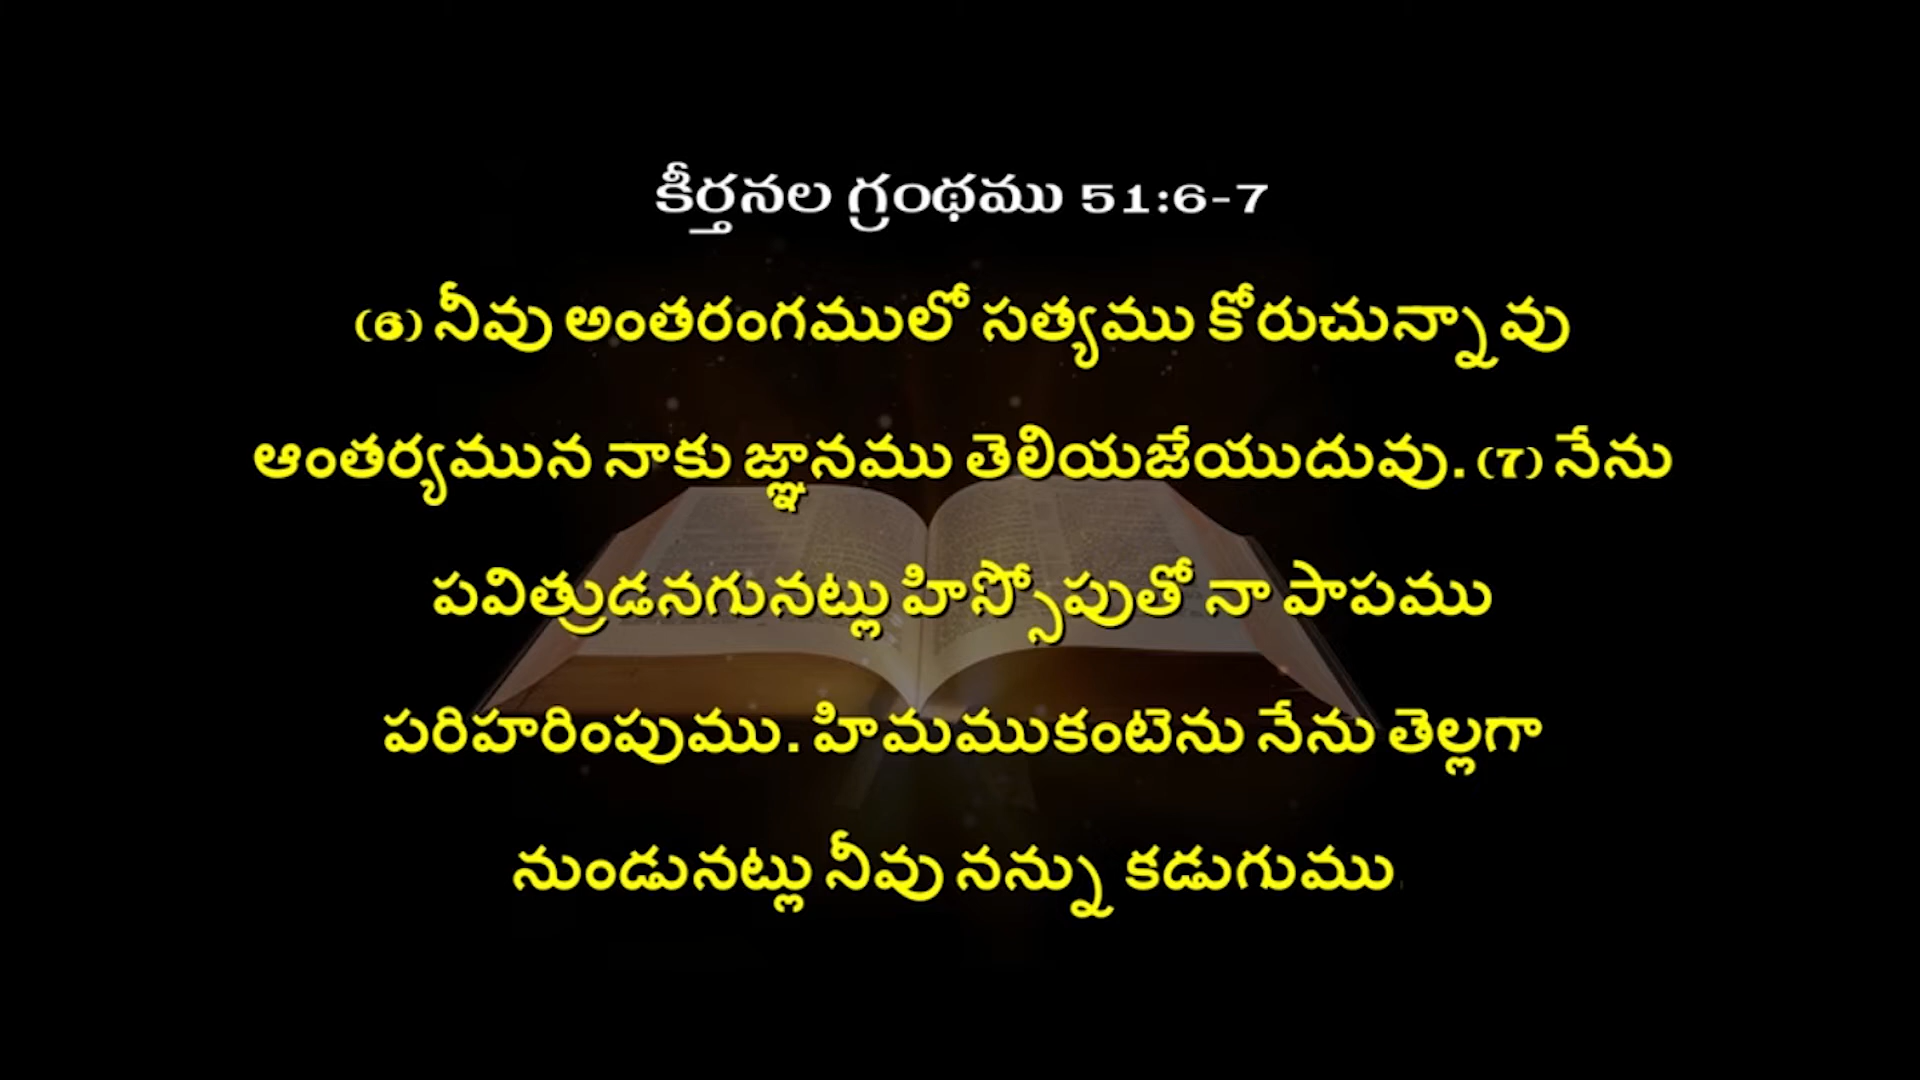 కీర్తనల గ్రంథము 51:6-7
(6) నీవు అంతరంగములో సత్యము కోరుచున్నావు
ఆంతర్యమున నాకు జ్ఞానము తెలియజేయుదువు. (7) నేను
పవిత్రుడనగునట్లు హిస్సోపుతో నా పాపము
పరిహరింపుము. హిమముకంటెను నేను తెల్లగా
నుండునట్లు నీవు నన్ను కడుగుము